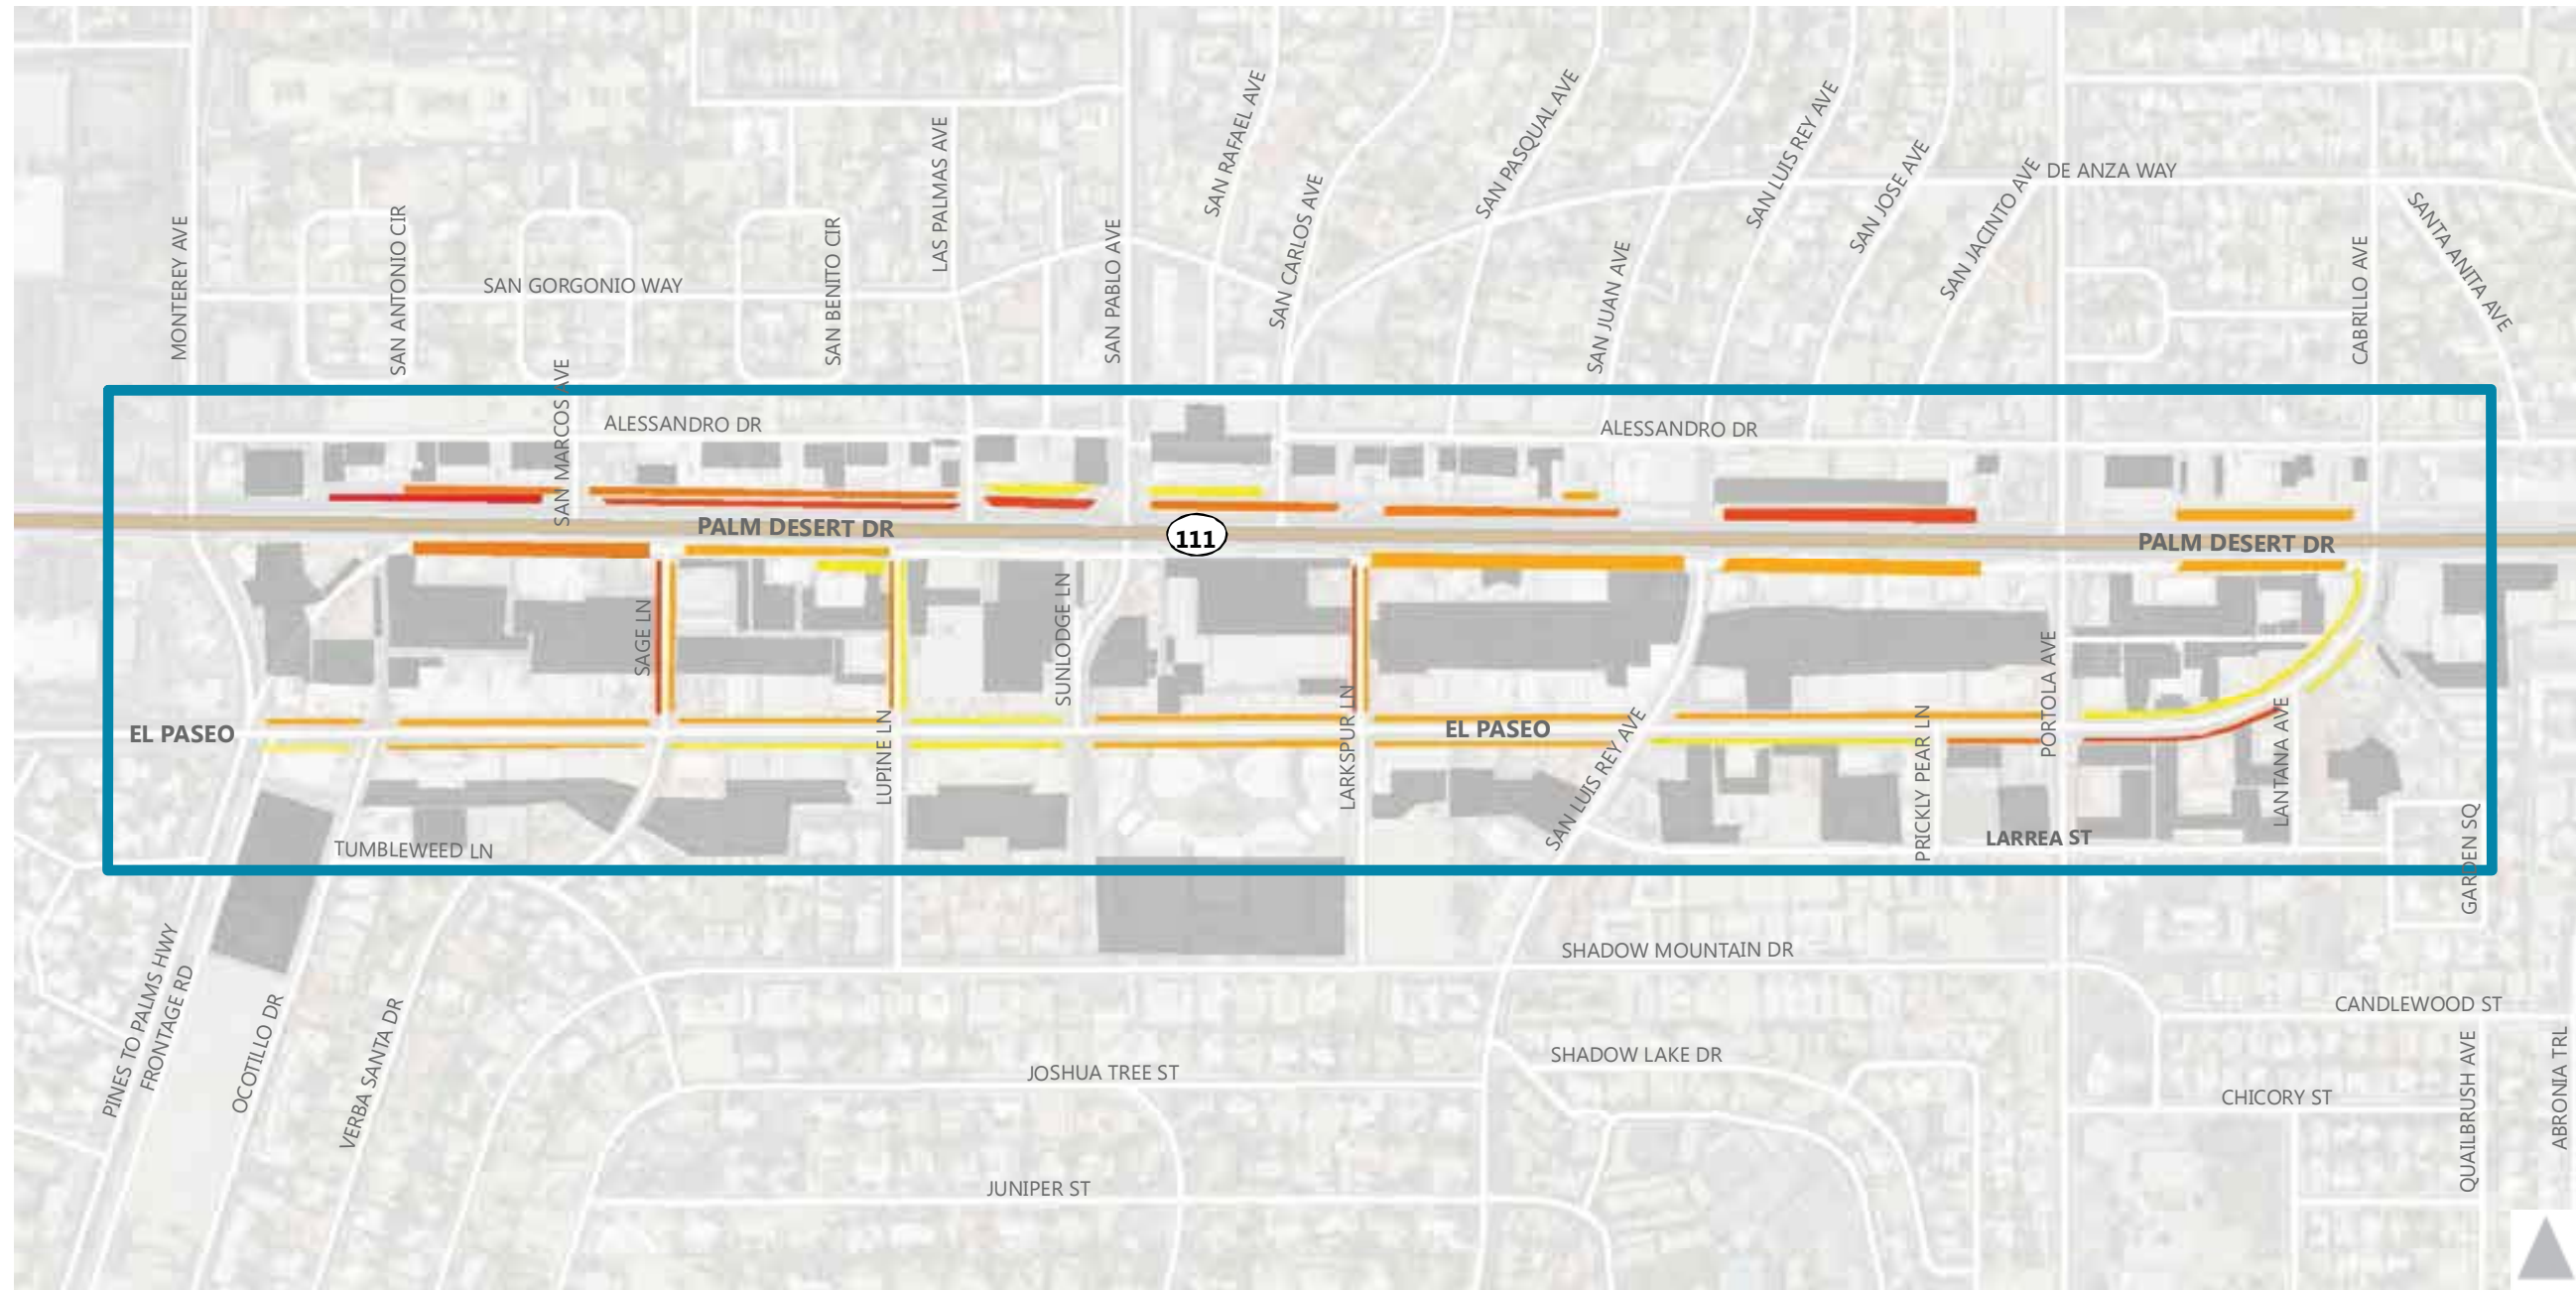 SAN RAFAEL AVE
SAN PASQUAL AVE
SAN LUIS REY AVE
LAS PALMAS AVE
SAN JOSE AVE
SAN JACINTO AVE
DE ANZA WAY
SAN CARLOS AVE
SANTA ANITA AVE
MONTEREY AVE
SAN ANTONIO CIR
SAN GORGONIO WAY
SAN BENITO CIR
SAN PABLO AVE
SAN JUAN AVE
CABRILLO AVE
SAN MARCOS AVE
ALESSANDRO DR
ALESSANDRO DR
PALM DESERT DR
111
PALM DESERT DR
SAGE LN
SUNLODGE LN
EL PASEO
LUPINE LN
LARKSPUR LN
EL PASEO
SAN LUIS REY AVE
PRICKLY PEAR LN
PORTOLA AVE
LANTANA AVE
TUMBLEWEED LN
LARREA ST
GARDEN SQ
PINES TO PALMS HWY
FRONTAGE RD
OCOTILLO DR
VERBA SANTA DR
SHADOW MOUNTAIN DR
CANDLEWOOD ST
SHADOW LAKE DR
JOSHUA TREE ST
CHICORY ST
QUAILBRUSH AVE
ABRONIA TRL
JUNIPER ST